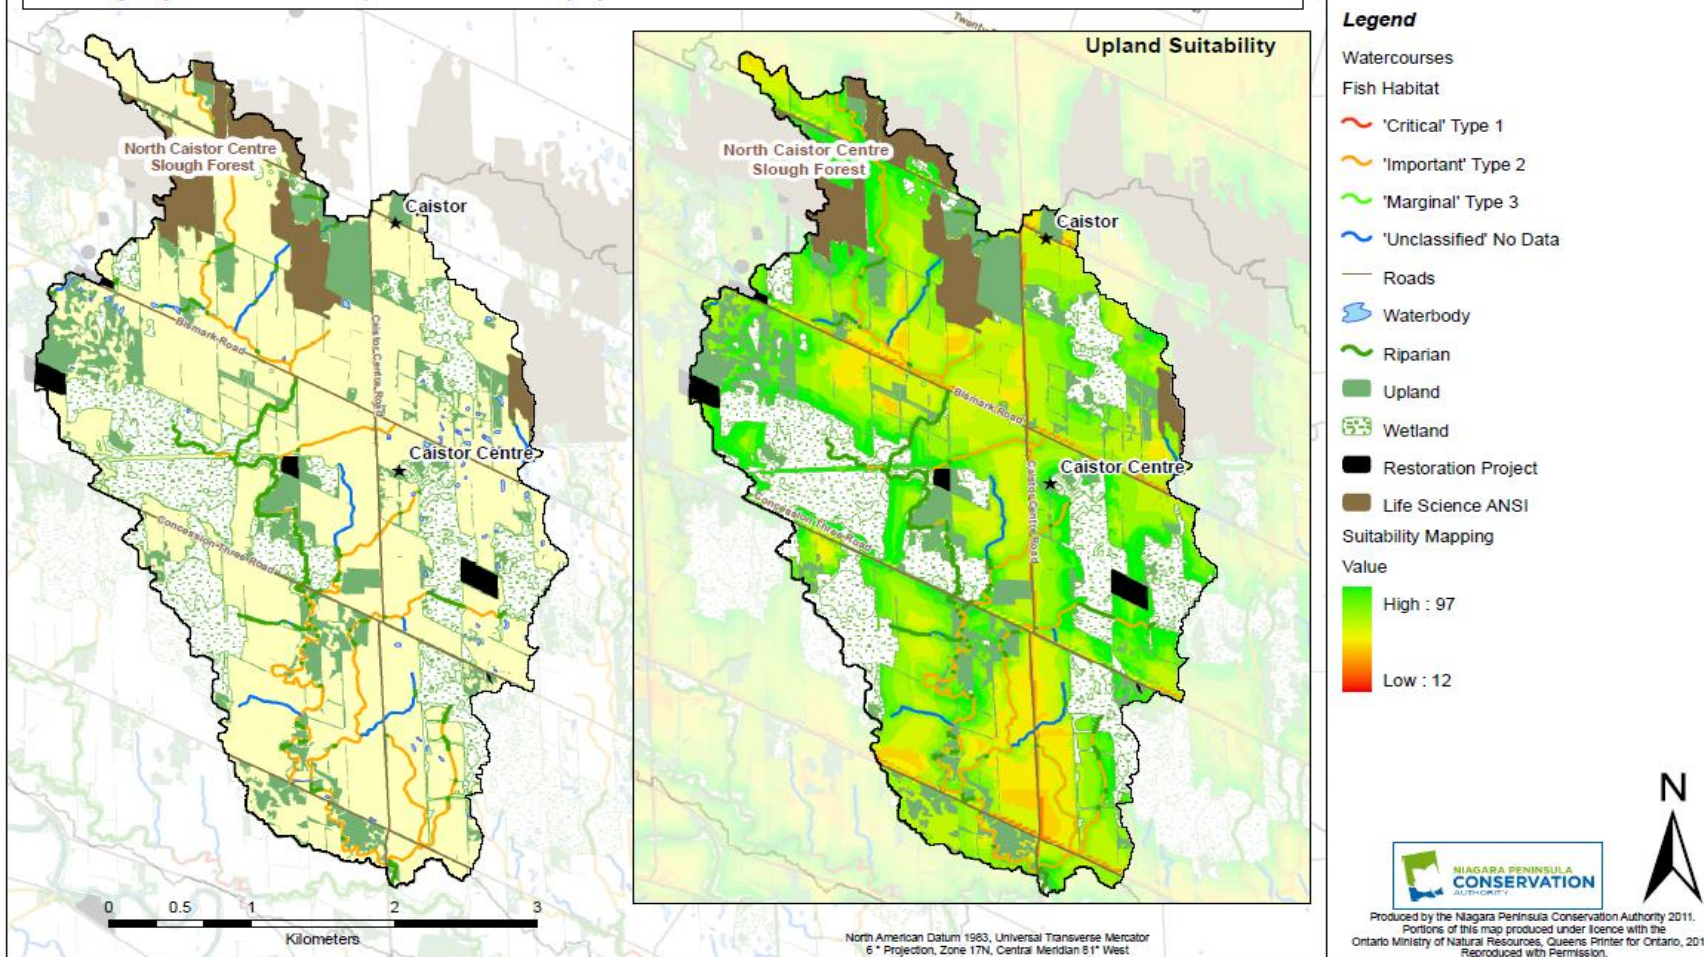 Upland Suitability
North Caistor Centre
Slough Forest
Caistor
Bismark Road
Caistor Centre Road
Caistor Centre
Concession Three Road
0 0.5 1 2 3
Kilometers
North Caistor Centre
Slough Forest
Caistor
Bismark Road
Caistor Centre Road
Caistor Centre
Concession Three Road
North American Datum 1983, Universal Transverse Mercator
6 ° Projection, Zone 17N, Central Meridian 81° West
Legend
Watercourses
Fish Habitat
'Critical' Type 1
'Important' Type 2
'Marginal' Type 3
'Unclassified' No Data
Roads
Waterbody
Riparian
Upland
Wetland
Restoration Project
Life Science ANSI
Suitability Mapping
Value
High : 97
Low : 12
N
NIAGARA PENINSULA
CONSERVATION
AUTHORITY
Produced by the Niagara Peninsula Conservation Authority 2011.
Portions of this map produced under licence with the
Ontario Ministry of Natural Resources, Queens Printer for Ontario, 201
Reproduced with Permission.